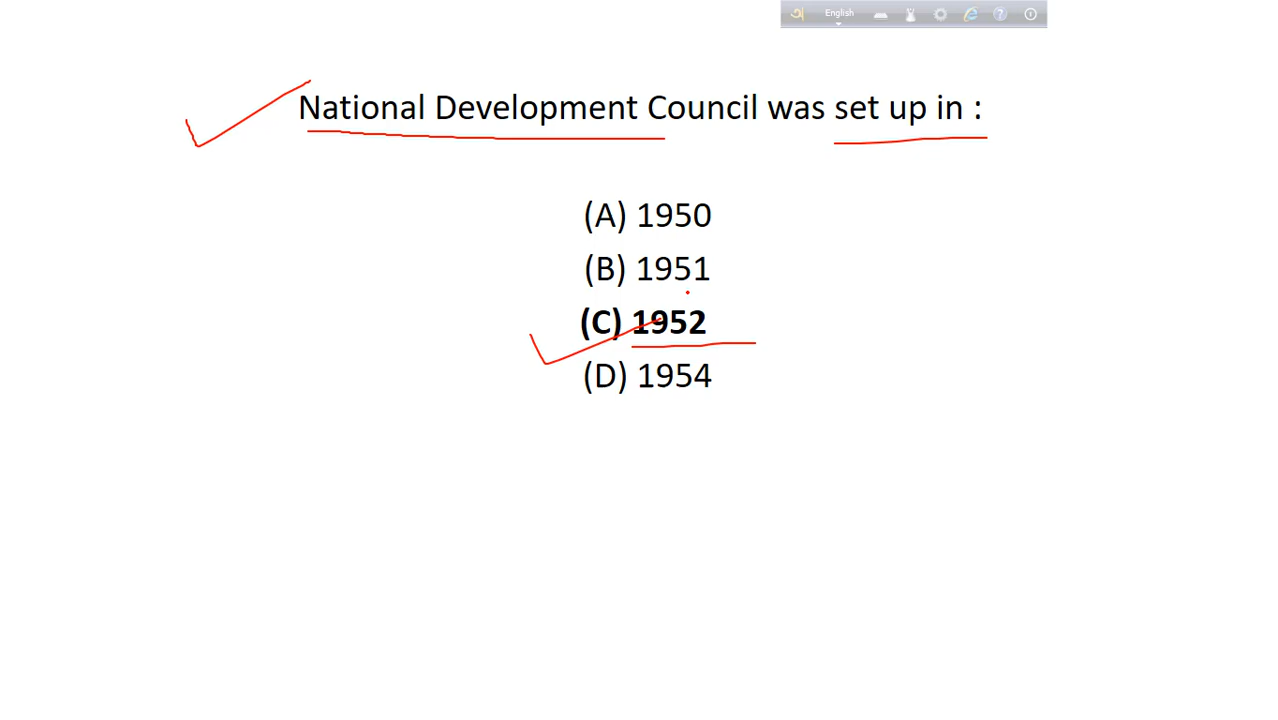 English
National Development Council was set up in :
(A) 1950
(B) 1951
(C) 1952
(D) 1954